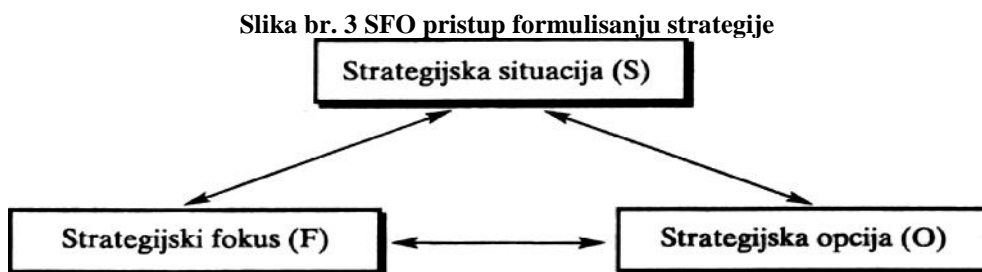 Slika br. 3 SFO pristup formulisanju strategije
Strategijska situacija (S)
Strategijski fokus (F)
Strategijska opcija (O)